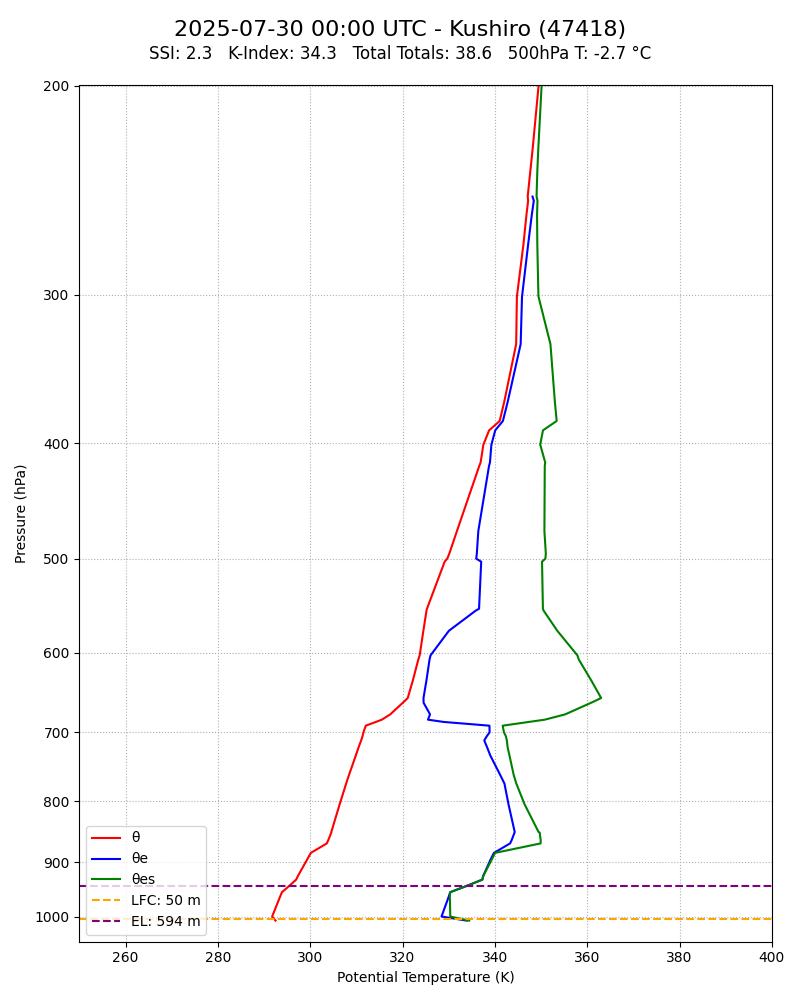 2025-07-30 00:00 UTC - Kushiro (47418)
SSI: 2.3   K-Index: 34.3   Total Totals: 38.6   500hPa T: -2.7 °C
200
300
400
500
600
700
800
900
1000
Pressure (hPa)
θ
θe
θes
LFC: 50 m
EL: 594 m
260 280 300 320 340 360 380 400
Potential Temperature (K)